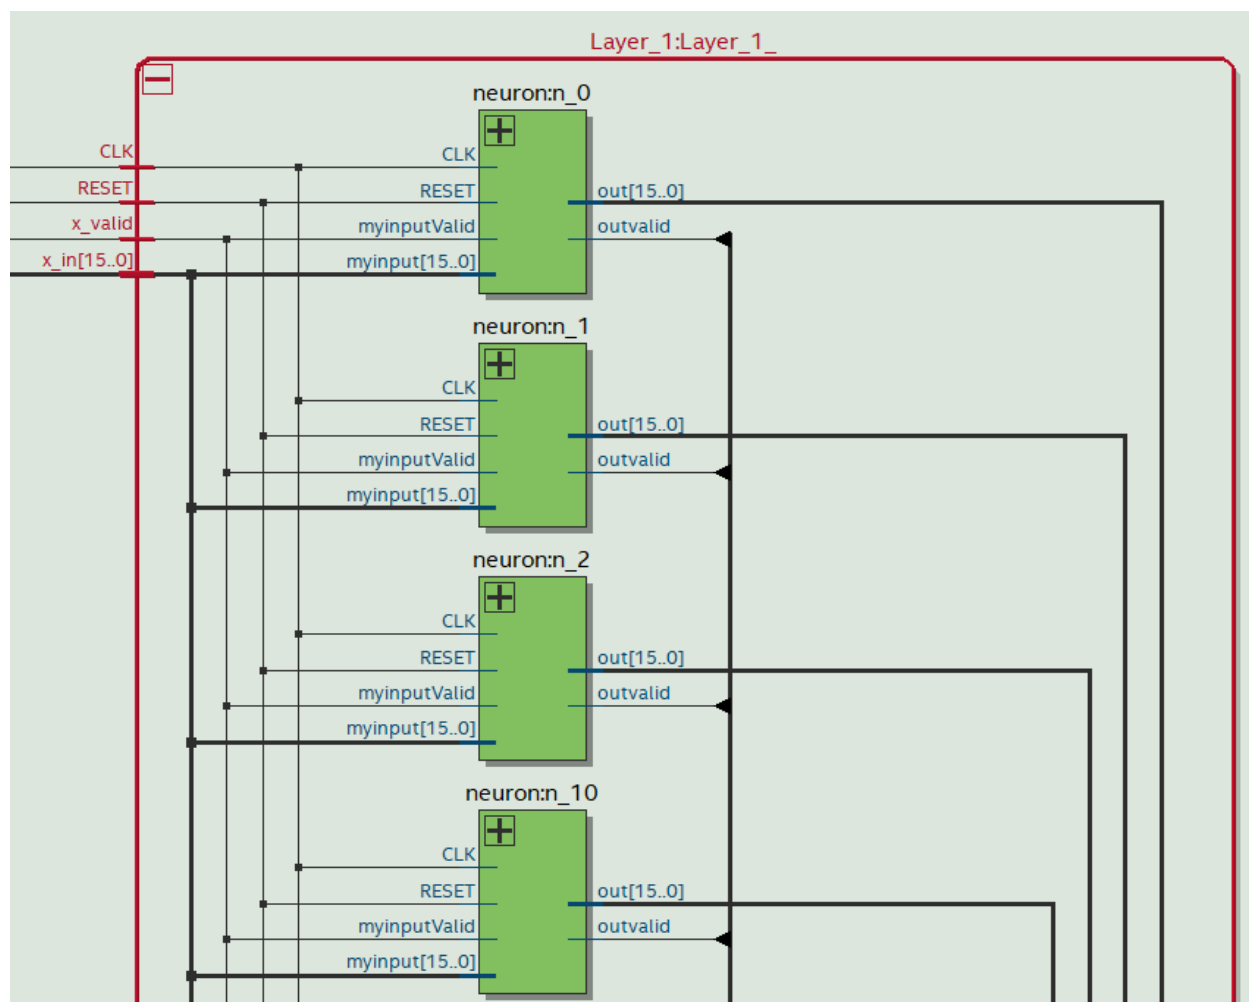 Layer_1:Layer_1_
neuron:n_0
CLK
CLK
RESET
RESET
out[15..0]
x_valid
myinputValid
outvalid
x_in[15..0]
myinput[15..0]
neuron:n_1
CLK
RESET
out[15..0]
myinputValid
outvalid
myinput[15..0]
neuron:n_2
CLK
RESET
out[15..0]
myinputValid
outvalid
myinput[15..0]
neuron:n_10
CLK
RESET
out[15..0]
myinputValid
outvalid
myinput[15..0]